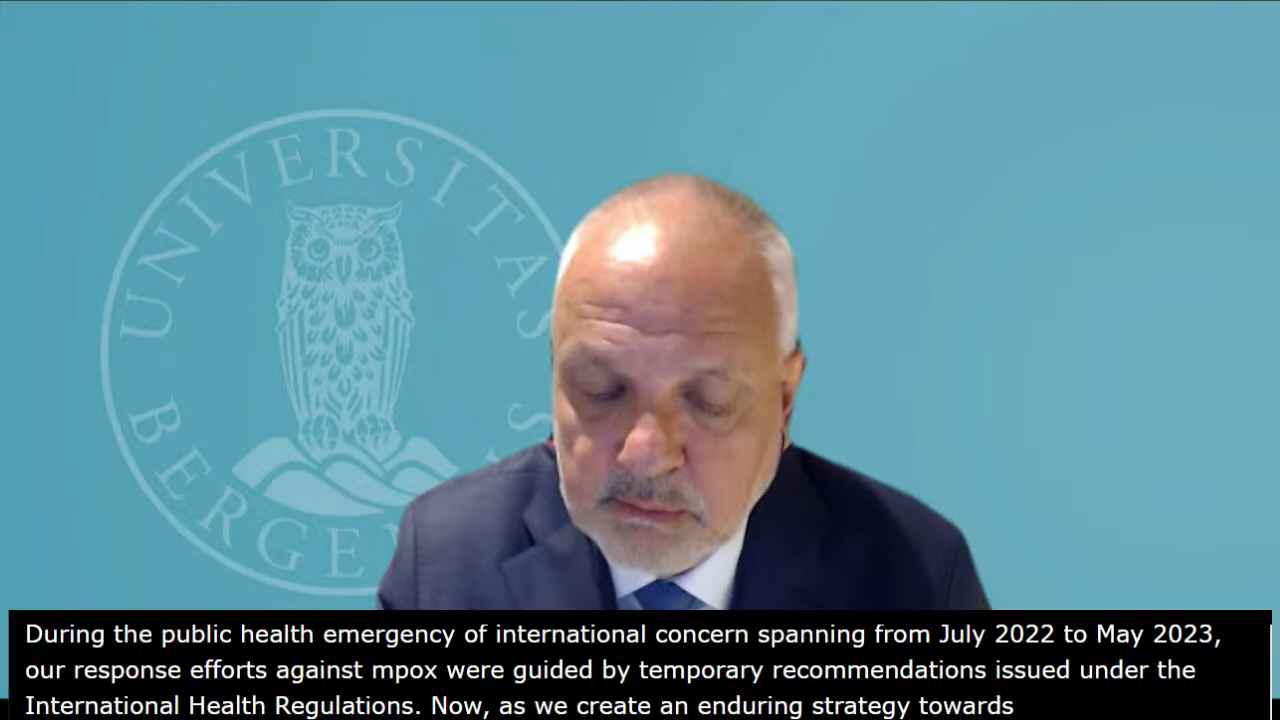 UNIVERSITAS
BERGEN
During the public health emergency of international concern spanning from July 2022 to May 2023,
our response efforts against mpox were guided by temporary recommendations issued under the
International Health Regulations. Now, as we create an enduring strategy towards